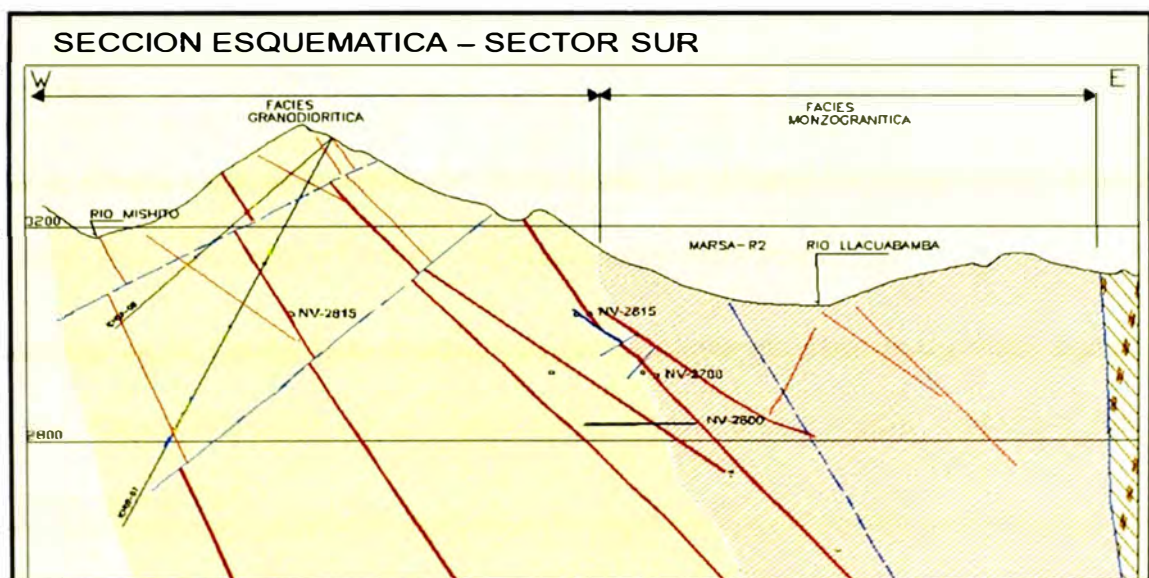 SECCION ESQUEMATICA – SECTOR SUR
W
E
FACIES
GRANODIORITICA
FACIES
MONZOGRANITICA
RIO MISHITO
3200
MARSA-R2
RIO LLACUABAMBA
NV-2815
NV-2815
NV-2700
NV-2600
2800